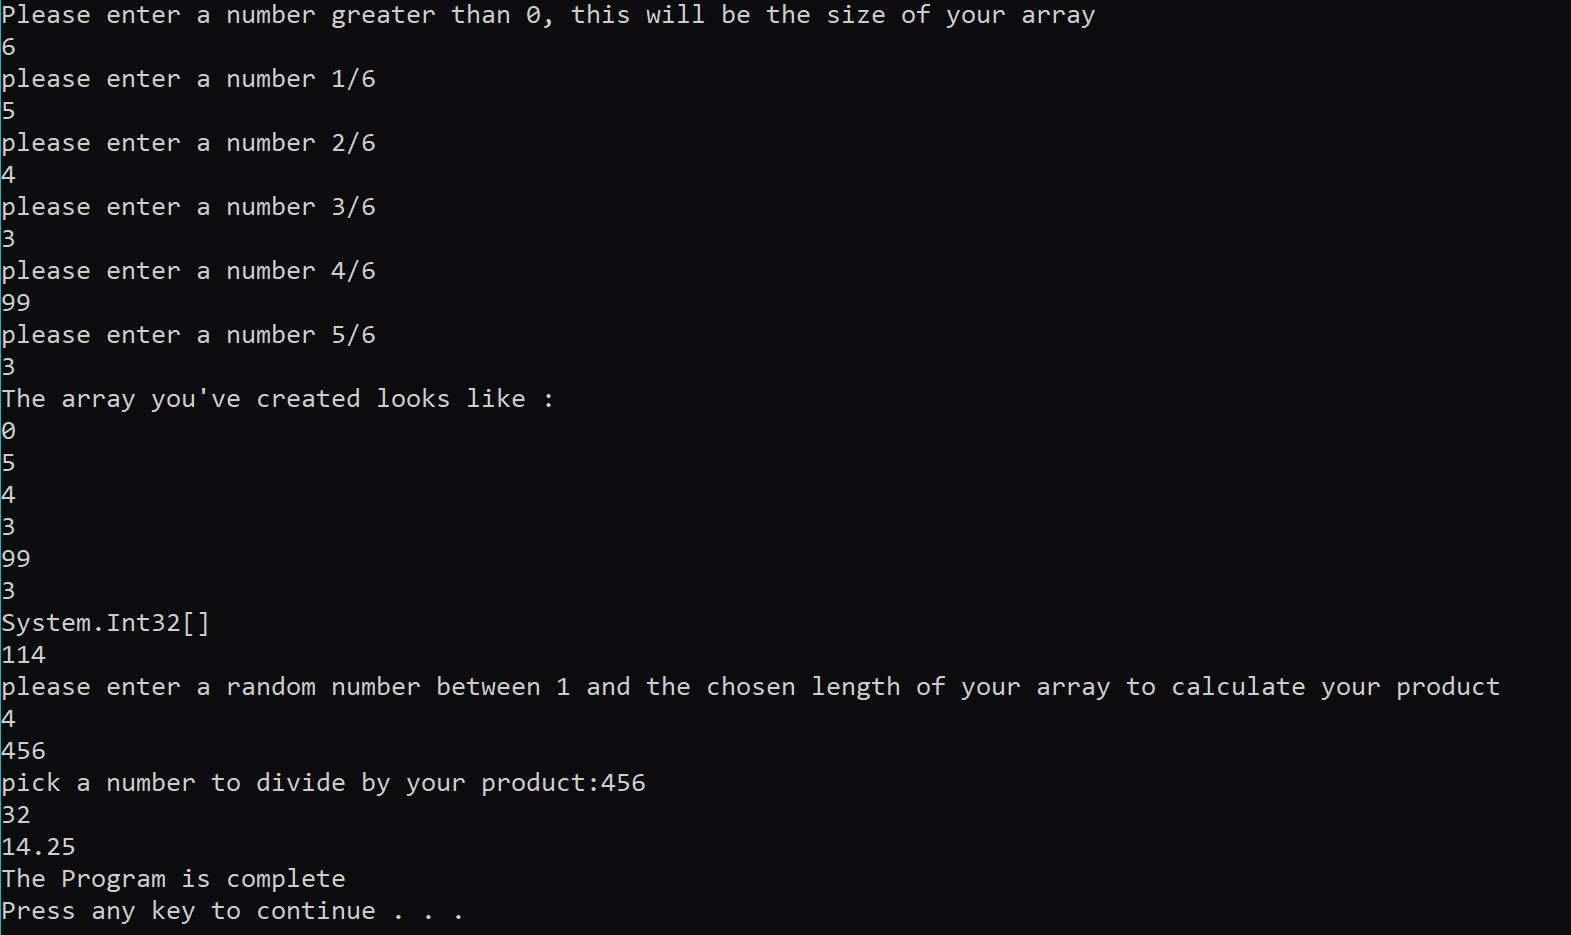 Please enter a number greater than 0, this will be the size of your array
6
please enter a number 1/6
5
please enter a number 2/6
4
please enter a number 3/6
3
please enter a number 4/6
99
please enter a number 5/6
3
The array you've created looks like :
0
5
4
3
99
3
System.Int32[]
114
please enter a random number between 1 and the chosen length of your array to calculate your product
4
456
pick a number to divide by your product:456
32
14.25
The Program is complete
Press any key to continue . . .